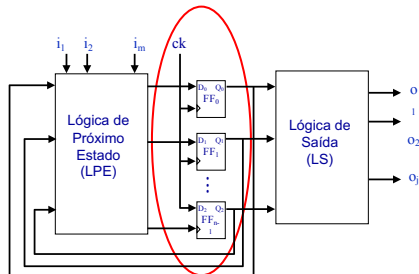 i1 i2 im ck
D0 Q0
FF0
Lógica de
Próximo
Estado
(LPE)
D1 Q1
FF1
⋮
D2 Q2
FFn-
1
Lógica de
Saída
(LS)
o
1
o2
oj